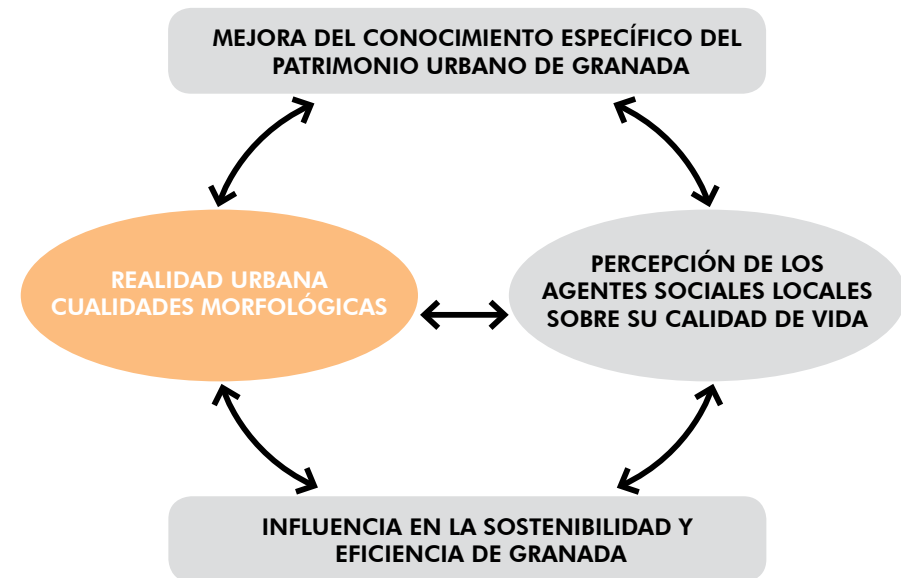 MEJORA DEL CONOCIMIENTO ESPECÍFICO DEL
PATRIMONIO URBANO DE GRANADA
REALIDAD URBANA
CUALIDADES MORFOLÓGICAS
PERCEPCIÓN DE LOS
AGENTES SOCIALES LOCALES
SOBRE SU CALIDAD DE VIDA
INFLUENCIA EN LA SOSTENIBILIDAD Y
EFICIENCIA DE GRANADA